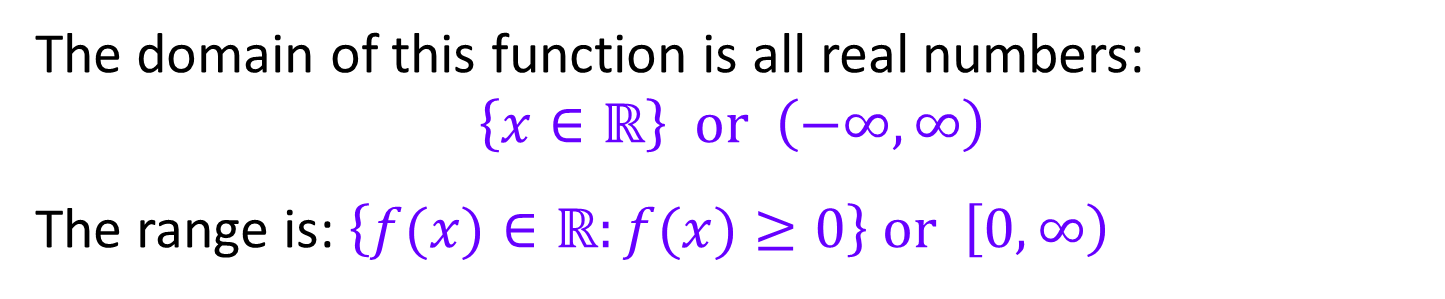 The domain of this function is all real numbers:
{x ∈ ℝ} or (−∞, ∞)
The range is: {f(x) ∈ ℝ: f(x) ≥ 0} or [0, ∞)